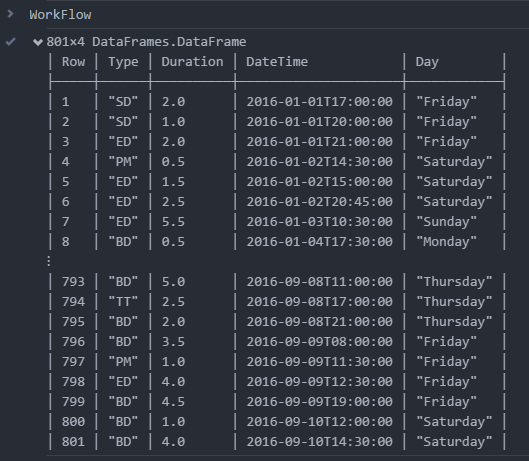 WorkFlow
801x4 DataFrames.DataFrame
| Row | Type | Duration | DateTime | Day |
| 1 | "SD" | 2.0 | 2016-01-01T17:00:00 | "Friday" |
| 2 | "SD" | 1.0 | 2016-01-01T20:00:00 | "Friday" |
| 3 | "ED" | 2.0 | 2016-01-01T21:00:00 | "Friday" |
| 4 | "PM" | 0.5 | 2016-01-02T14:30:00 | "Saturday" |
| 5 | "ED" | 1.5 | 2016-01-02T15:00:00 | "Saturday" |
| 6 | "ED" | 2.5 | 2016-01-02T20:45:00 | "Saturday" |
| 7 | "ED" | 5.5 | 2016-01-03T10:30:00 | "Sunday" |
| 8 | "BD" | 0.5 | 2016-01-04T17:30:00 | "Monday" |
⋮
| 793 | "BD" | 5.0 | 2016-09-08T11:00:00 | "Thursday" |
| 794 | "TT" | 2.5 | 2016-09-08T17:00:00 | "Thursday" |
| 795 | "BD" | 2.0 | 2016-09-08T21:00:00 | "Thursday" |
| 796 | "BD" | 3.5 | 2016-09-09T08:00:00 | "Friday" |
| 797 | "PM" | 1.0 | 2016-09-09T11:30:00 | "Friday" |
| 798 | "ED" | 4.0 | 2016-09-09T12:30:00 | "Friday" |
| 799 | "BD" | 4.5 | 2016-09-09T19:00:00 | "Friday" |
| 800 | "BD" | 1.0 | 2016-09-10T12:00:00 | "Saturday" |
| 801 | "BD" | 4.0 | 2016-09-10T14:30:00 | "Saturday" |